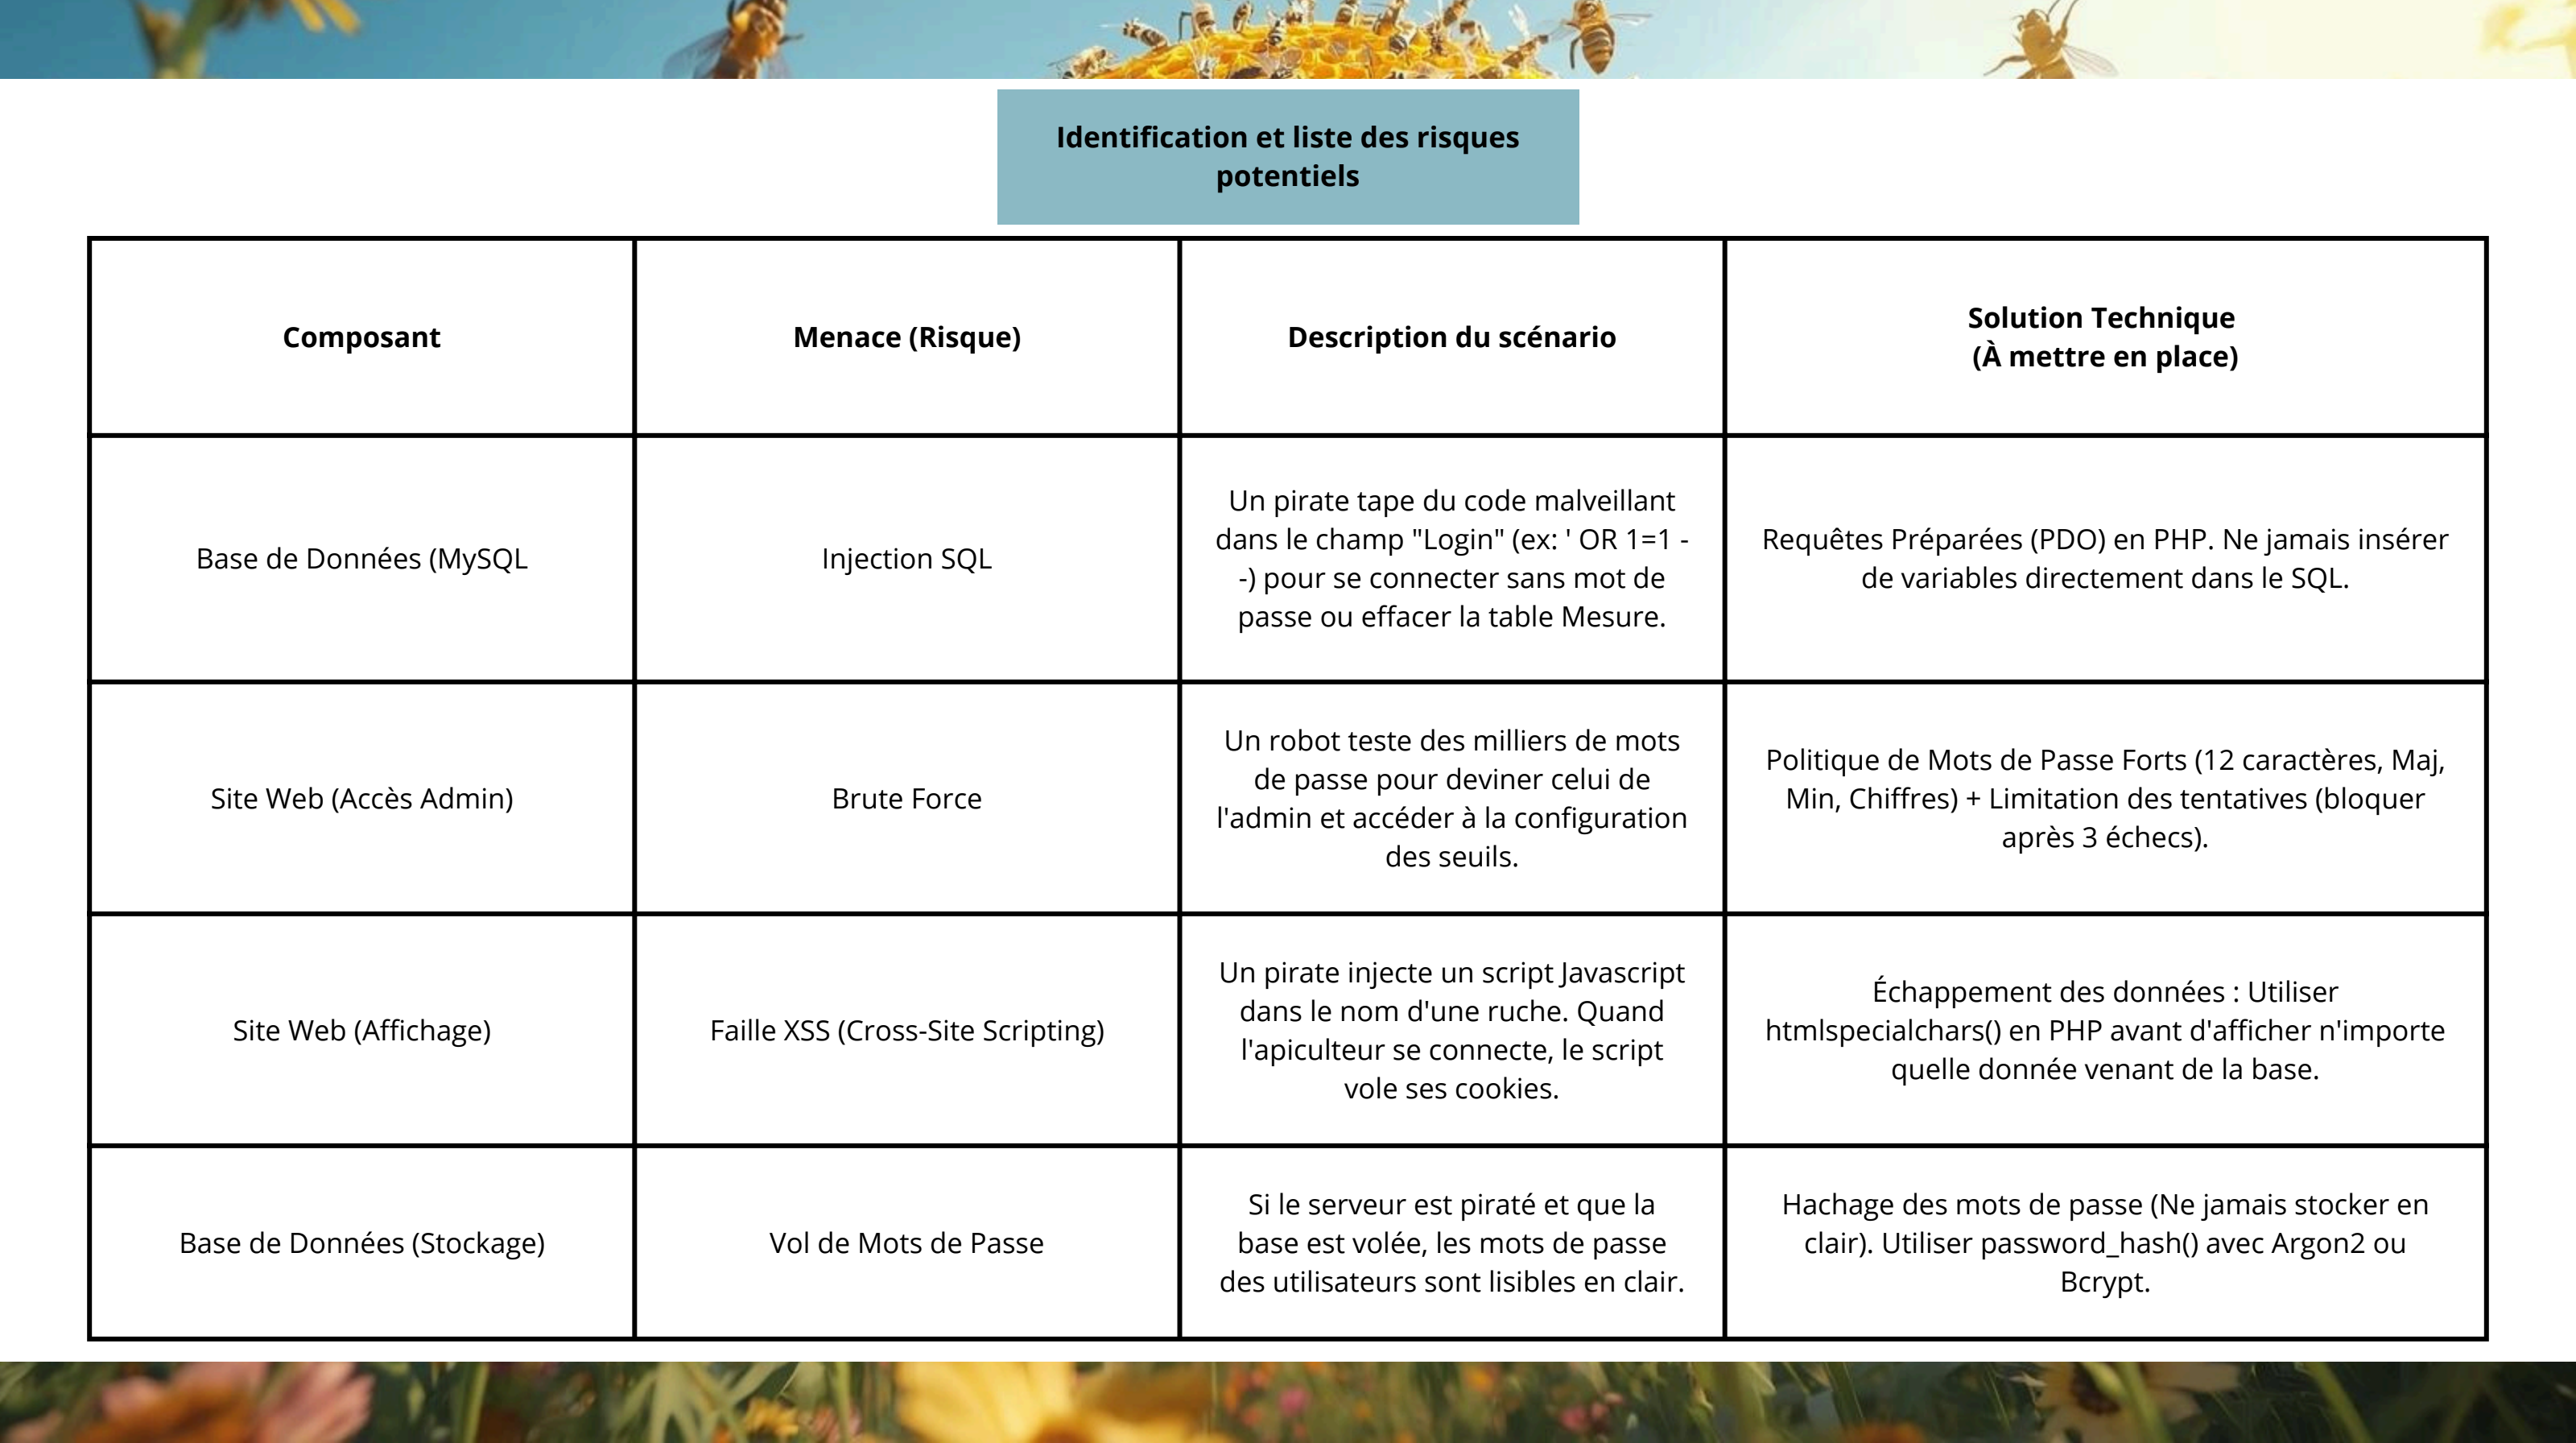 Identification et liste des risques
potentiels
Composant
Menace (Risque)
Description du scénario
Solution Technique
(À mettre en place)
Base de Données (MySQL
Injection SQL
Un pirate tape du code malveillant
dans le champ "Login" (ex: ' OR 1=1 -
-) pour se connecter sans mot de
passe ou effacer la table Mesure.
Requêtes Préparées (PDO) en PHP. Ne jamais insérer
de variables directement dans le SQL.
Site Web (Accès Admin)
Brute Force
Un robot teste des milliers de mots
de passe pour deviner celui de
l'admin et accéder à la configuration
des seuils.
Politique de Mots de Passe Forts (12 caractères, Maj,
Min, Chiffres) + Limitation des tentatives (bloquer
après 3 échecs).
Site Web (Affichage)
Faille XSS (Cross-Site Scripting)
Un pirate injecte un script Javascript
dans le nom d'une ruche. Quand
l'apiculteur se connecte, le script
vole ses cookies.
Échappement des données : Utiliser
htmlspecialchars() en PHP avant d'afficher n'importe
quelle donnée venant de la base.
Base de Données (Stockage)
Vol de Mots de Passe
Si le serveur est piraté et que la
base est volée, les mots de passe
des utilisateurs sont lisibles en clair.
Hachage des mots de passe (Ne jamais stocker en
clair). Utiliser password_hash() avec Argon2 ou
Bcrypt.